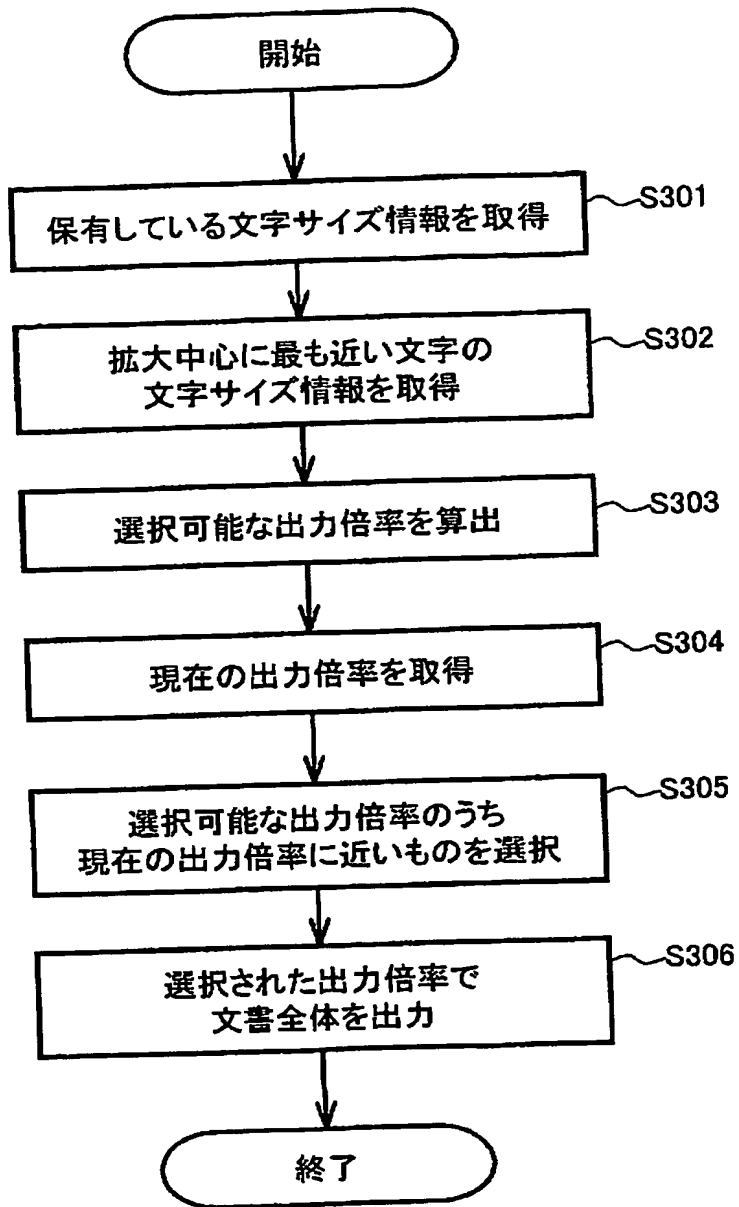 開始
保有している文字サイズ情報を取得
S301
拡大中心に最も近い文字の
文字サイズ情報を取得
S302
選択可能な出力倍率を算出
S303
現在の出力倍率を取得
S304
選択可能な出力倍率のうち
現在の出力倍率に近いものを選択
S305
選択された出力倍率で
文書全体を出力
S306
終了